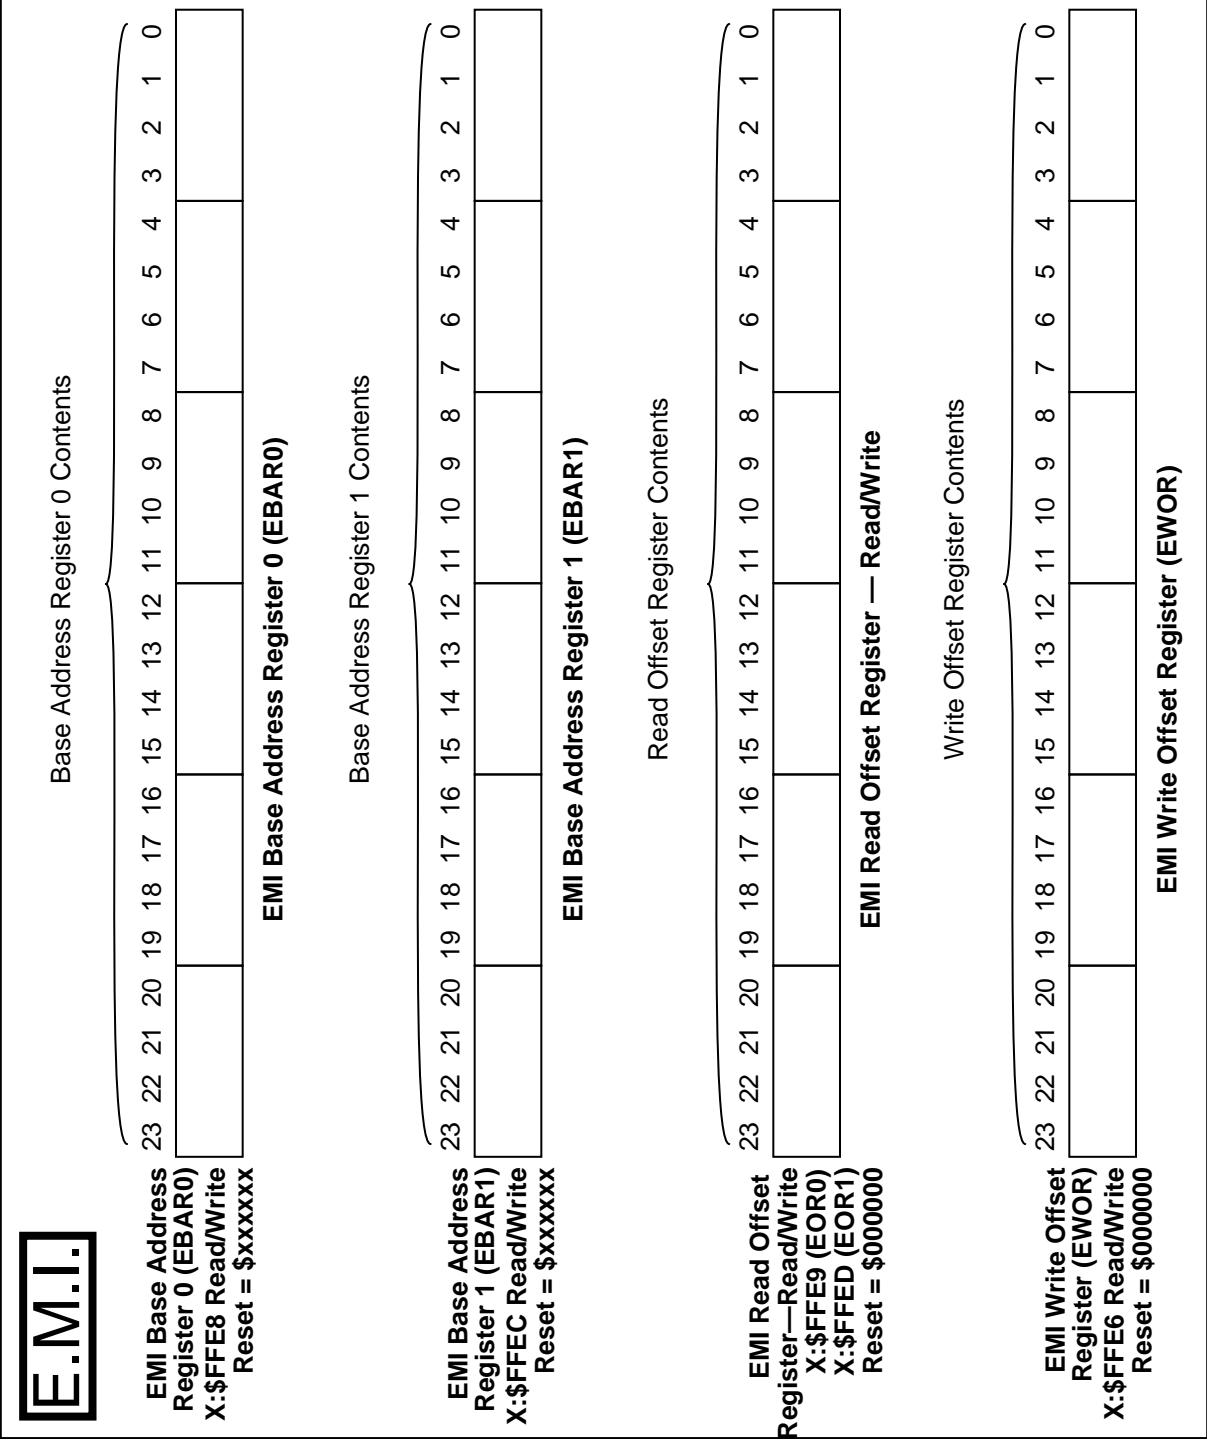 E.M.I.
Base Address Register 0 Contents
23 22 21 20 19 18 17 16 15 14 13 12 11 10 9 8 7 6 5 4 3 2 1 0
EMI Base Address
Register 0 (EBAR0)
X:$FFE8 Read/Write
Reset = $xxxxxx
EMI Base Address Register 0 (EBAR0)
Base Address Register 1 Contents
23 22 21 20 19 18 17 16 15 14 13 12 11 10 9 8 7 6 5 4 3 2 1 0
EMI Base Address
Register 1 (EBAR1)
X:$FFEC Read/Write
Reset = $xxxxxx
EMI Base Address Register 1 (EBAR1)
Read Offset Register Contents
23 22 21 20 19 18 17 16 15 14 13 12 11 10 9 8 7 6 5 4 3 2 1 0
EMI Read Offset
Register—Read/Write
X:$FFE9 (EOR0)
X:$FFED (EOR1)
Reset = $000000
EMI Read Offset Register — Read/Write
Write Offset Register Contents
23 22 21 20 19 18 17 16 15 14 13 12 11 10 9 8 7 6 5 4 3 2 1 0
EMI Write Offset
Register (EWOR)
X:$FFE6 Read/Write
Reset = $000000
EMI Write Offset Register (EWOR)